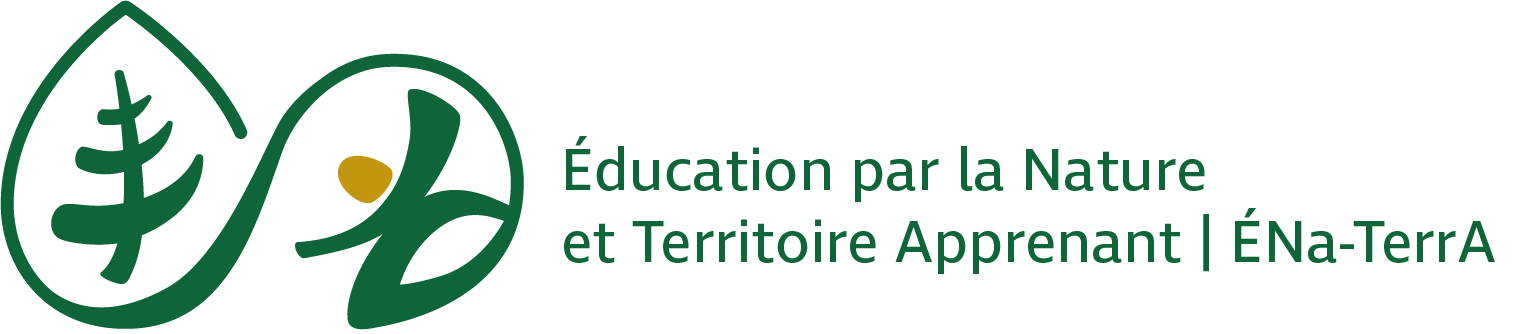 Éducation par la Nature
et Territoire Apprenant | ÉNa-TerrA